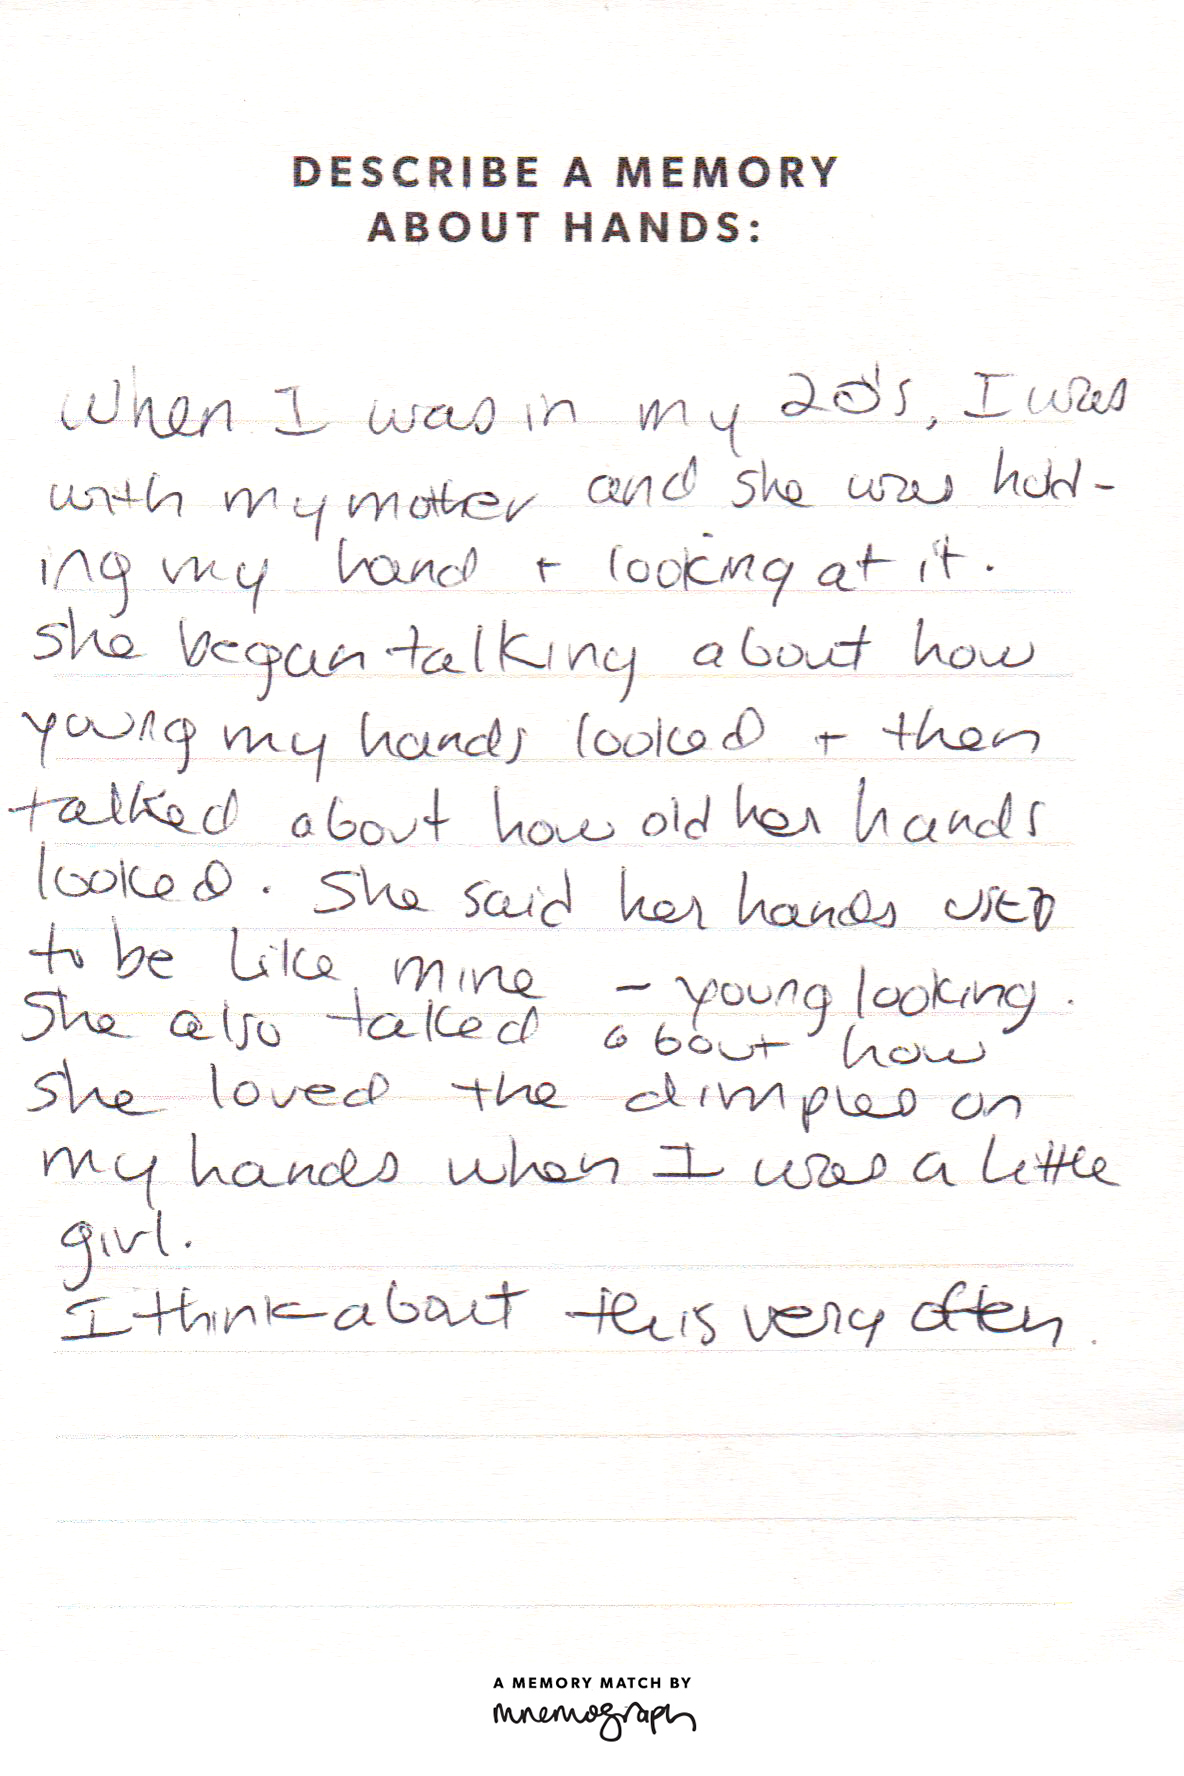 DESCRIBE A MEMORY
ABOUT HANDS:
When I was in my 20's, I was
with my mother and she was hold-
ing my hand + looking at it.
She began talking about how
young my hands looked + then
talked about how old her hands
looked. She said her hands used
to be like mine - young looking.
She also talked about how
she loved the dimples on
my hands when I was a little
girl.
I think about this very often.
A MEMORY MATCH BY
mnemograph